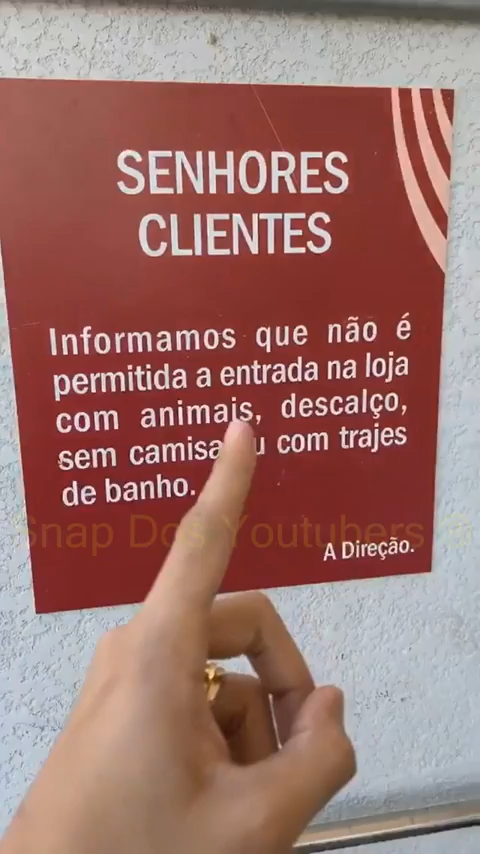 SENHORES
CLIENTES
Informamos que não é
permitida a entrada na loja
com animais, descalço,
sem camisa com trajes
de banho.
Snap Dos Youtubers
A Direção.